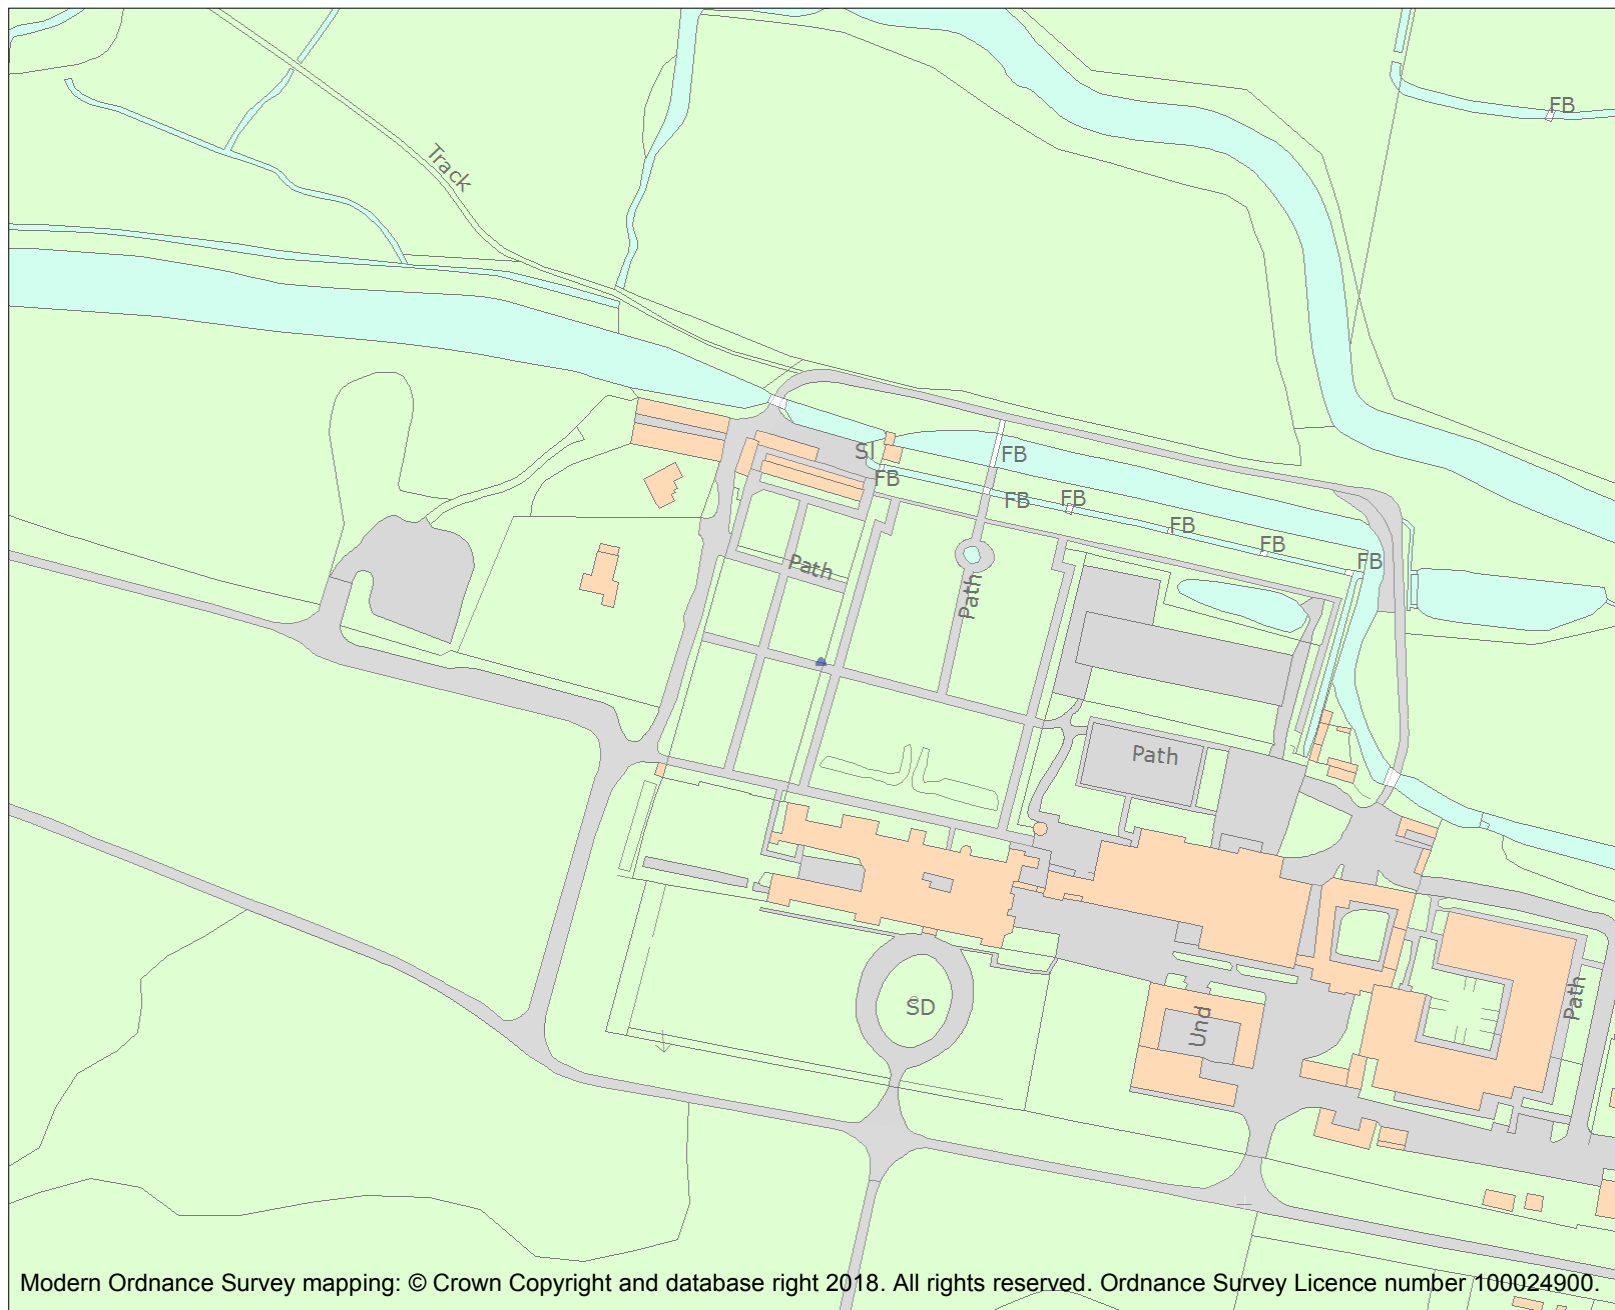 FB
Track
Sl
FB
FB
FB
FB
FB
FB
FB
Path
Path
Path
SD
Path
Und
Modern Ordnance Survey mapping: © Crown Copyright and database right 2018. All rights reserved. Ordnance Survey Licence number 100024900.